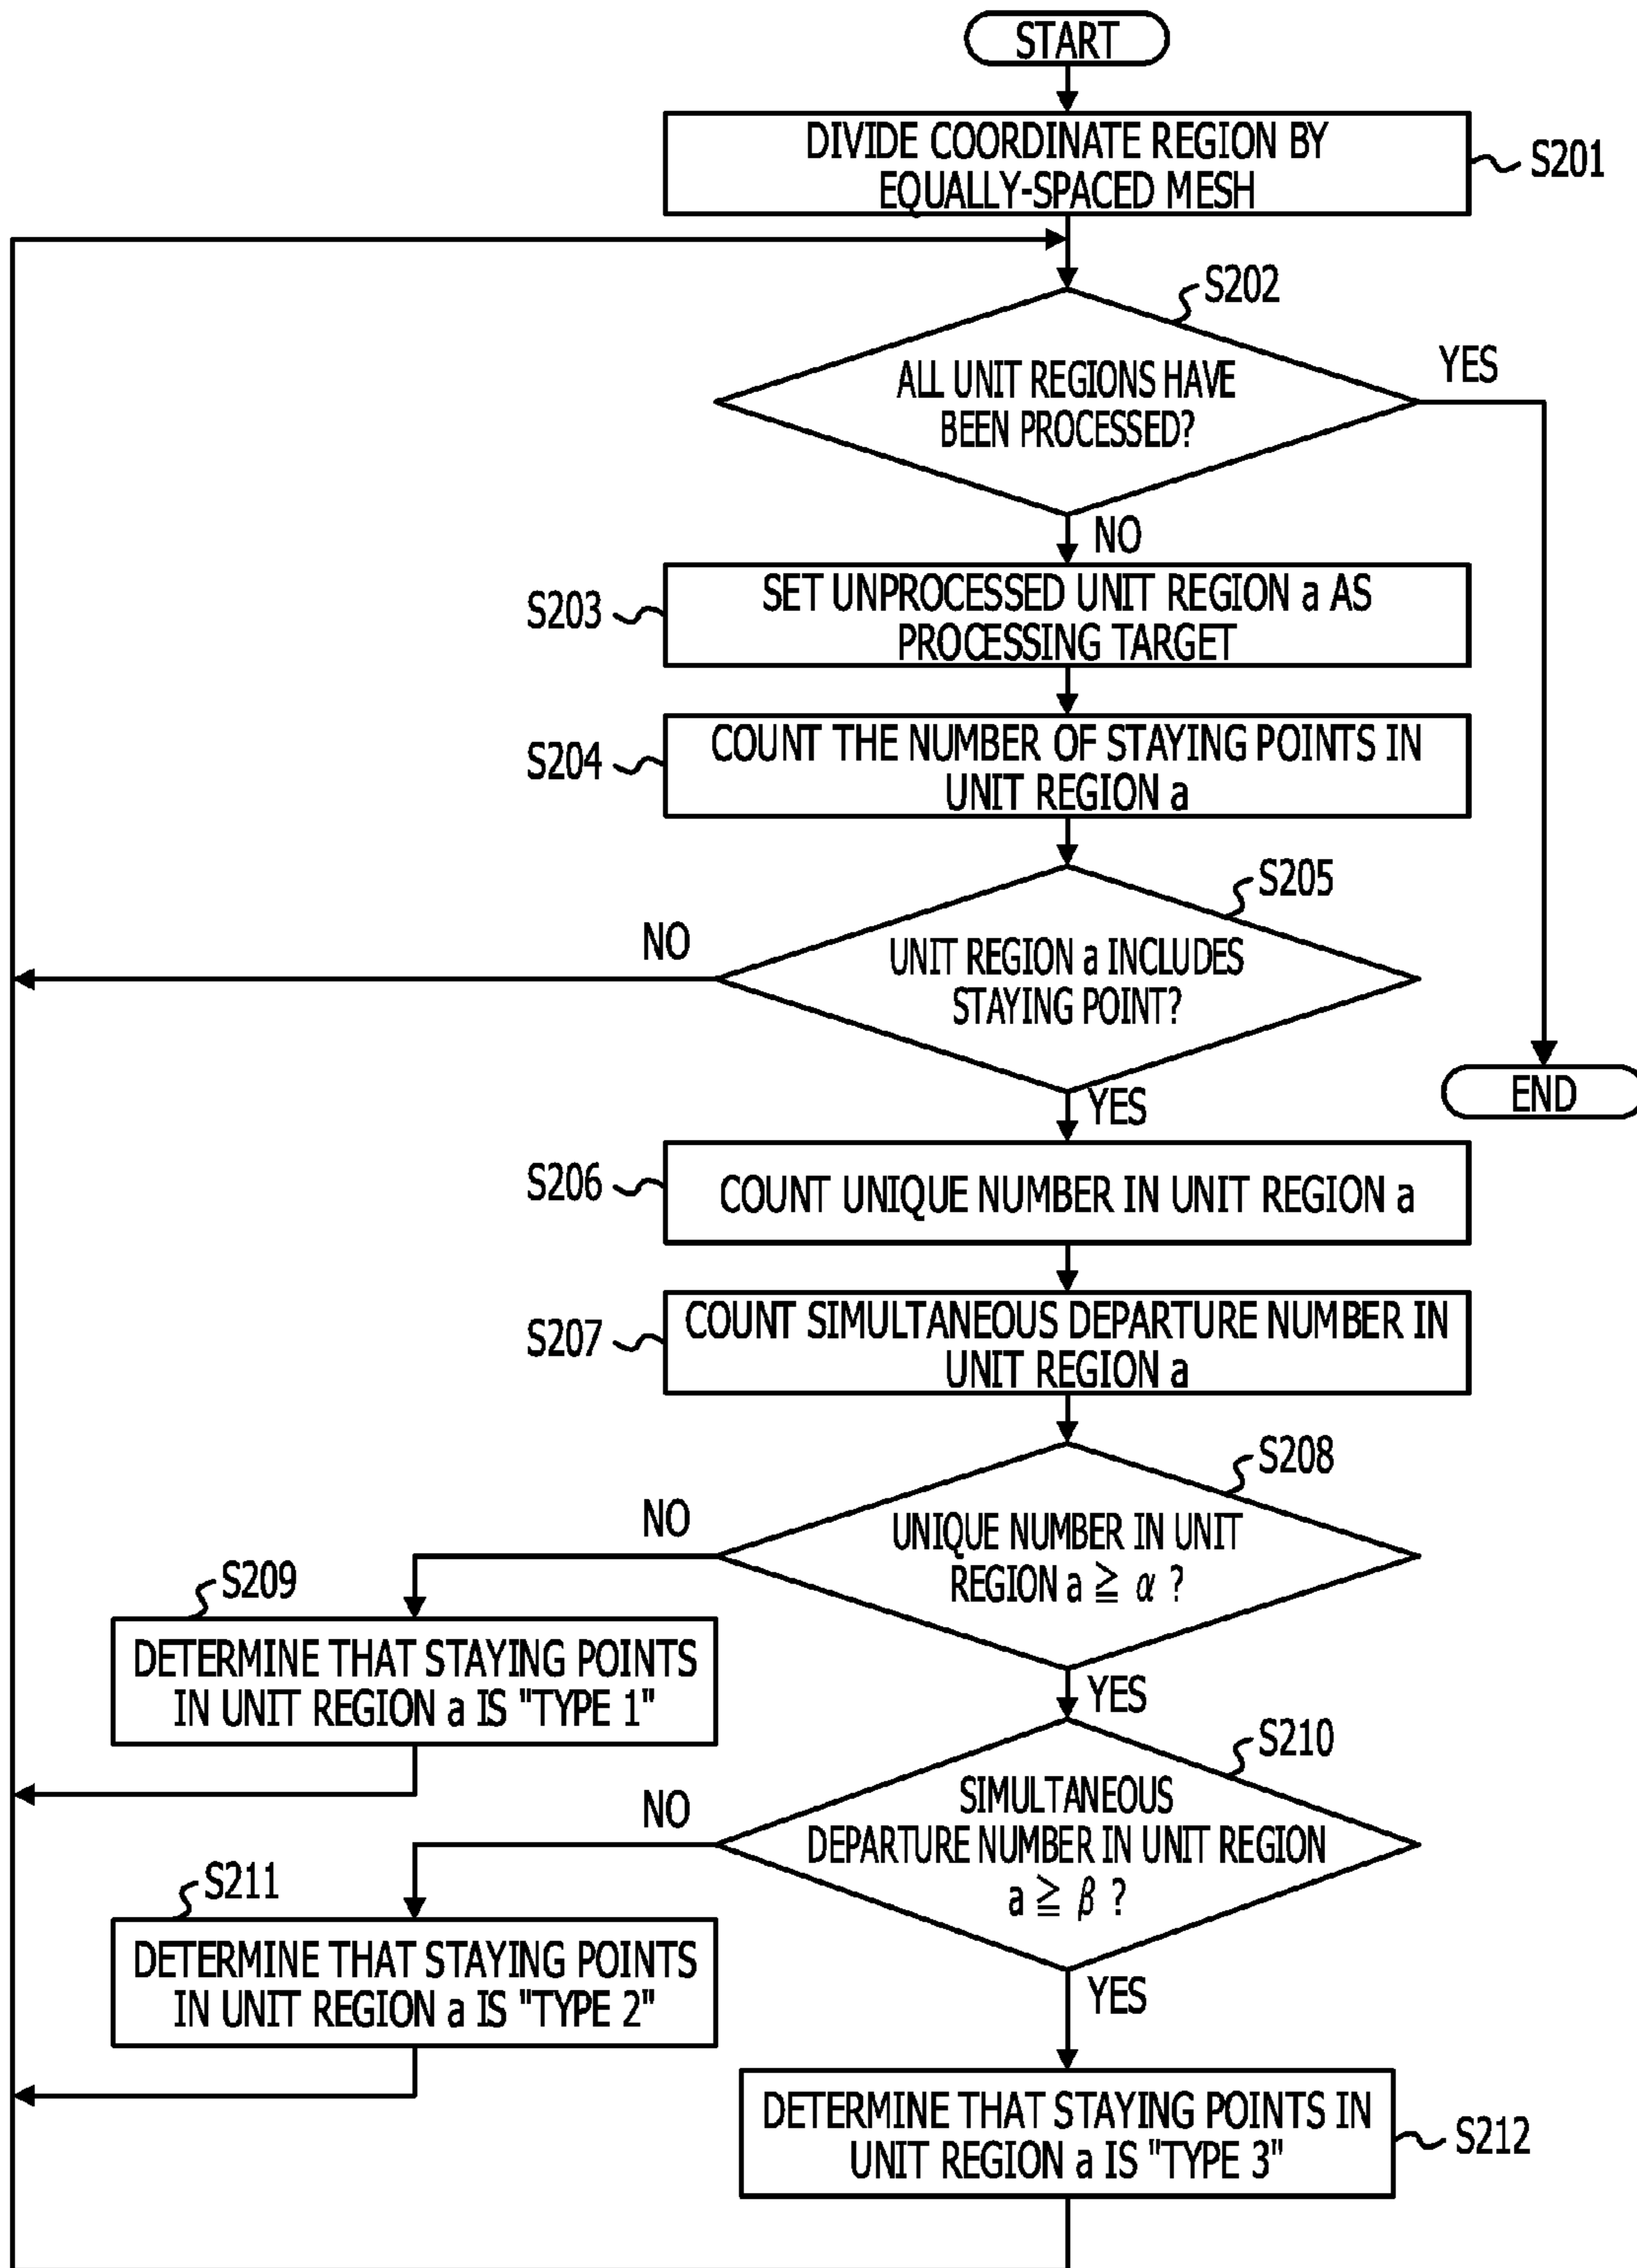 START
DIVIDE COORDINATE REGION BY
EQUALLY-SPACED MESH
S201
S202
ALL UNIT REGIONS HAVE
BEEN PROCESSED?
YES
NO
S203
SET UNPROCESSED UNIT REGION a AS
PROCESSING TARGET
S204
COUNT THE NUMBER OF STAYING POINTS IN
UNIT REGION a
S205
NO
UNIT REGION a INCLUDES
STAYING POINT?
YES
END
S206
COUNT UNIQUE NUMBER IN UNIT REGION a
S207
COUNT SIMULTANEOUS DEPARTURE NUMBER IN
UNIT REGION a
S208
NO
UNIQUE NUMBER IN UNIT
REGION a ≧ α ?
S209
DETERMINE THAT STAYING POINTS
IN UNIT REGION a IS "TYPE 1"
YES
S210
NO
SIMULTANEOUS
DEPARTURE NUMBER IN UNIT REGION
a ≧ β ?
S211
DETERMINE THAT STAYING POINTS
IN UNIT REGION a IS "TYPE 2"
YES
DETERMINE THAT STAYING POINTS IN
UNIT REGION a IS "TYPE 3"
S212